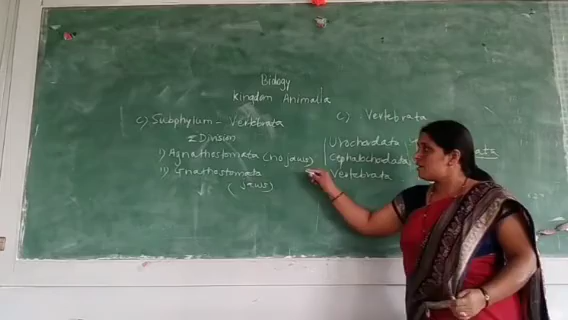 Biology
Kingdom Animalia
c) Subphylum - Vertebrata
2 Division
i) Agnathostomata (no jaws)
ii) Gnathostomata
(Jaws)
c) Vertebrata
Urochordata
Cephalochordata
Vertebrata